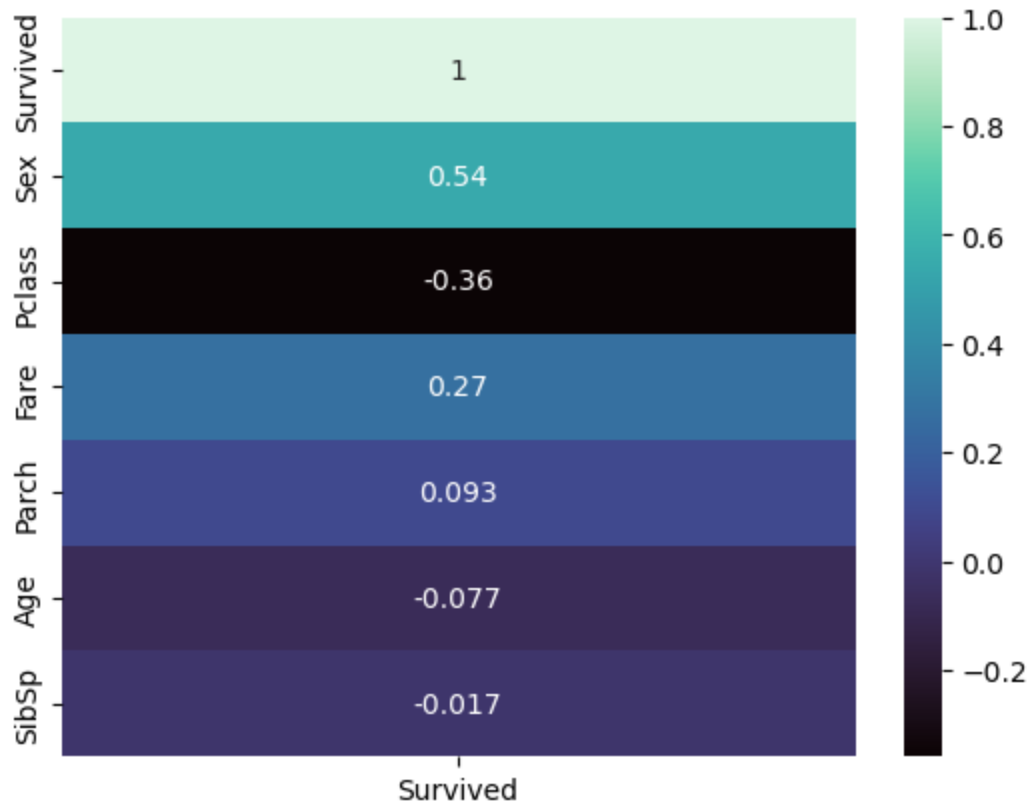 Survived
1
Sex
0.54
Pclass
-0.36
Fare
0.27
Parch
0.093
Age
-0.077
SibSp
-0.017
Survived
1.0
0.8
0.6
0.4
0.2
0.0
−0.2